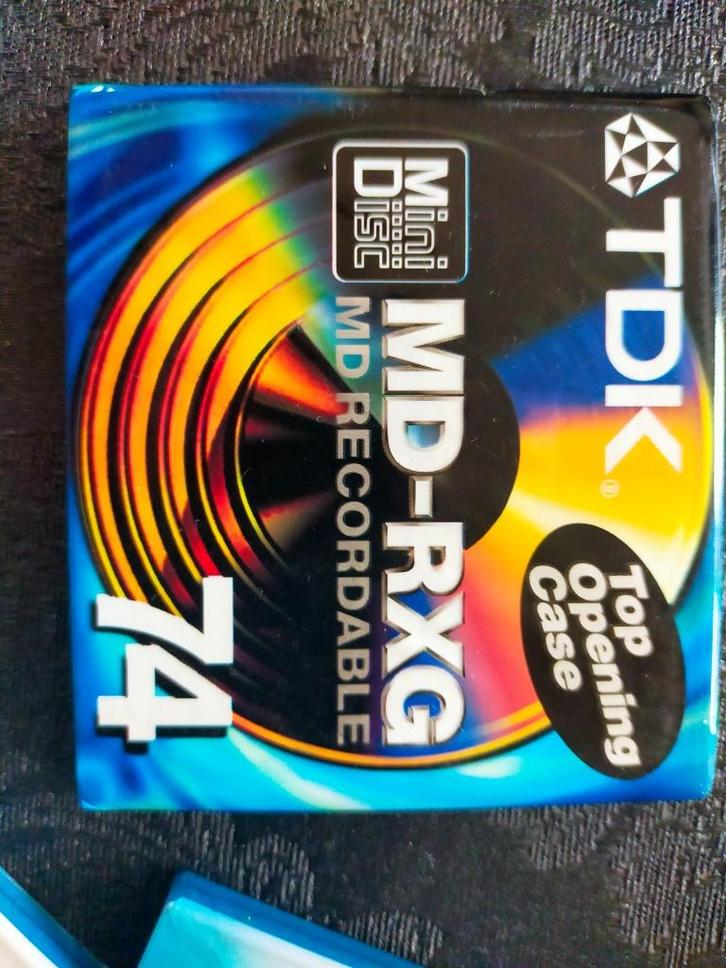 TDK®
Top
Opening
Case
Mini
Disc
MD-RXG
MD RECORDABLE
74